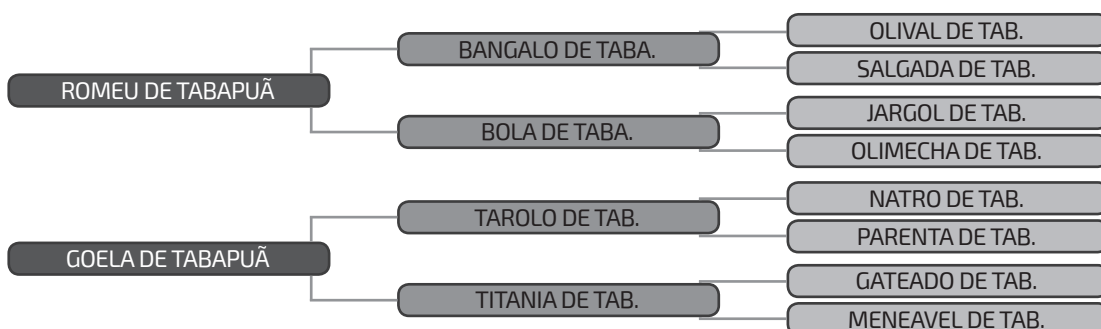 OLIVAL DE TAB.
BANGALO DE TABA.
SALGADA DE TAB.
ROMEU DE TABAPUÃ
JARGOL DE TAB.
BOLA DE TABA.
OLIMECHA DE TAB.
NATRO DE TAB.
TAROLO DE TAB.
PARENTA DE TAB.
GOELA DE TABAPUÃ
GATEADO DE TAB.
TITANIA DE TAB.
MENEAVEL DE TAB.